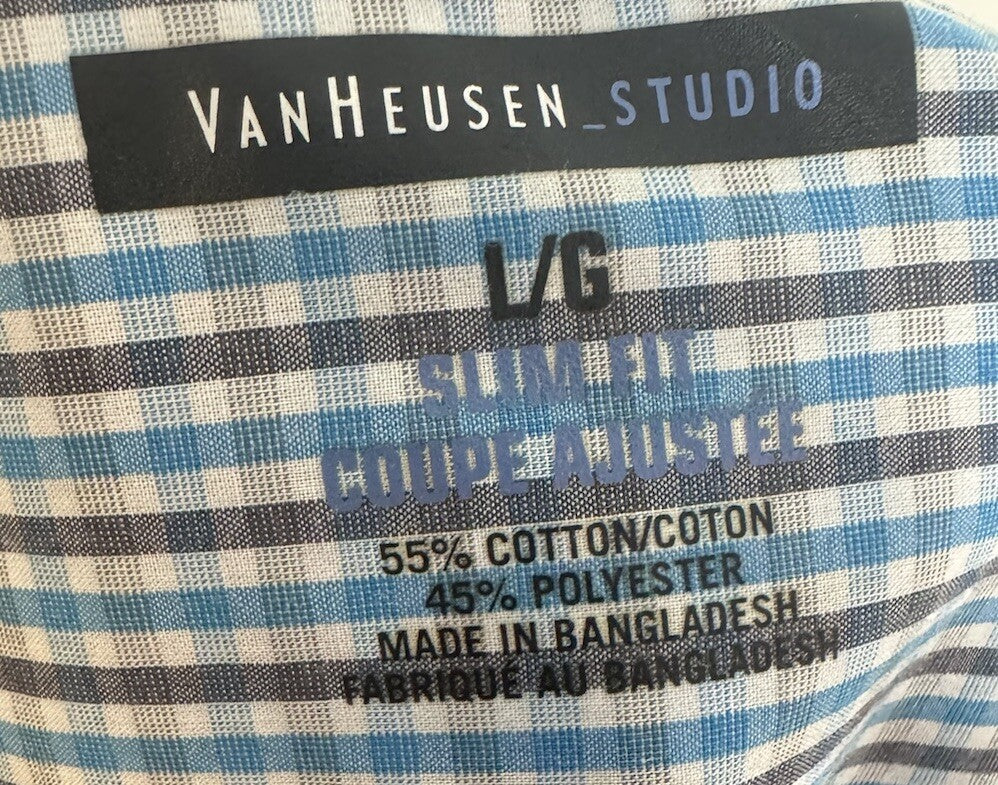 VANHEUSEN_STUDIO
L/G
SLIM FIT
COUPE AJUSTÉE
55% COTTON/COTON
45% POLYESTER
MADE IN BANGLADESH
FABRIQUÉ AU BANGLADESH